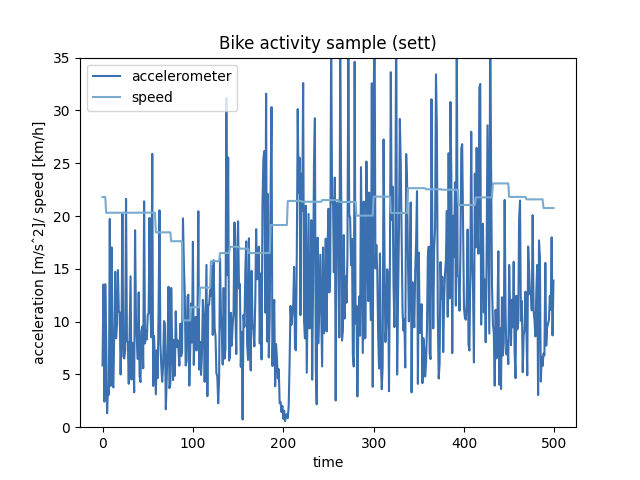 Bike activity sample (sett)
accelerometer
speed
acceleration [m/s^2]/ speed [km/h]
35
30
25
20
15
10
5
0
0 100 200 300 400 500
time